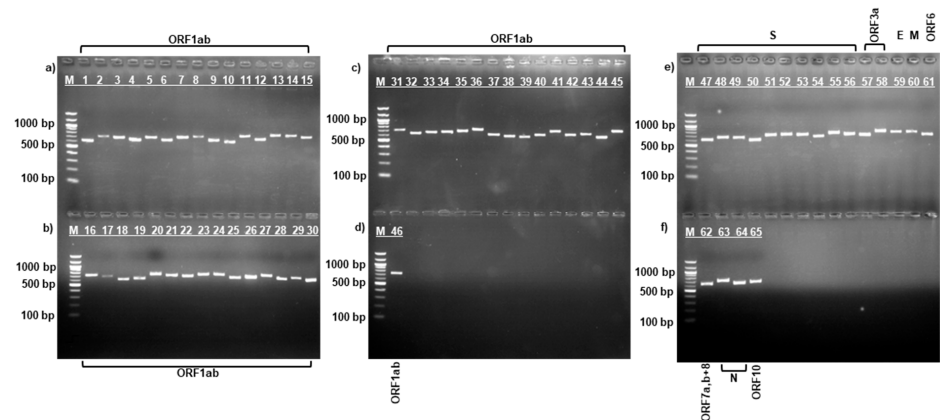 ORF1ab
a)
M 1 2 3 4 5 6 7 8 9 10 11 12 13 14 15
1000 bp
500 bp
100 bp
b)
M 16 17 18 19 20 21 22 23 24 25 26 27 28 29 30
1000 bp
500 bp
100 bp
ORF1ab
ORF1ab
c)
M 31 32 33 34 35 36 37 38 39 40 41 42 43 44 45
1000 bp
500 bp
100 bp
d)
M 46
1000 bp
500 bp
100 bp
ORF1ab
S ORF3a E M ORF6
e)
M 47 48 49 50 51 52 53 54 55 56 57 58 59 60 61
1000 bp
500 bp
100 bp
f)
M 62 63 64 65
1000 bp
500 bp
100 bp
ORF7a,b+8 N ORF10